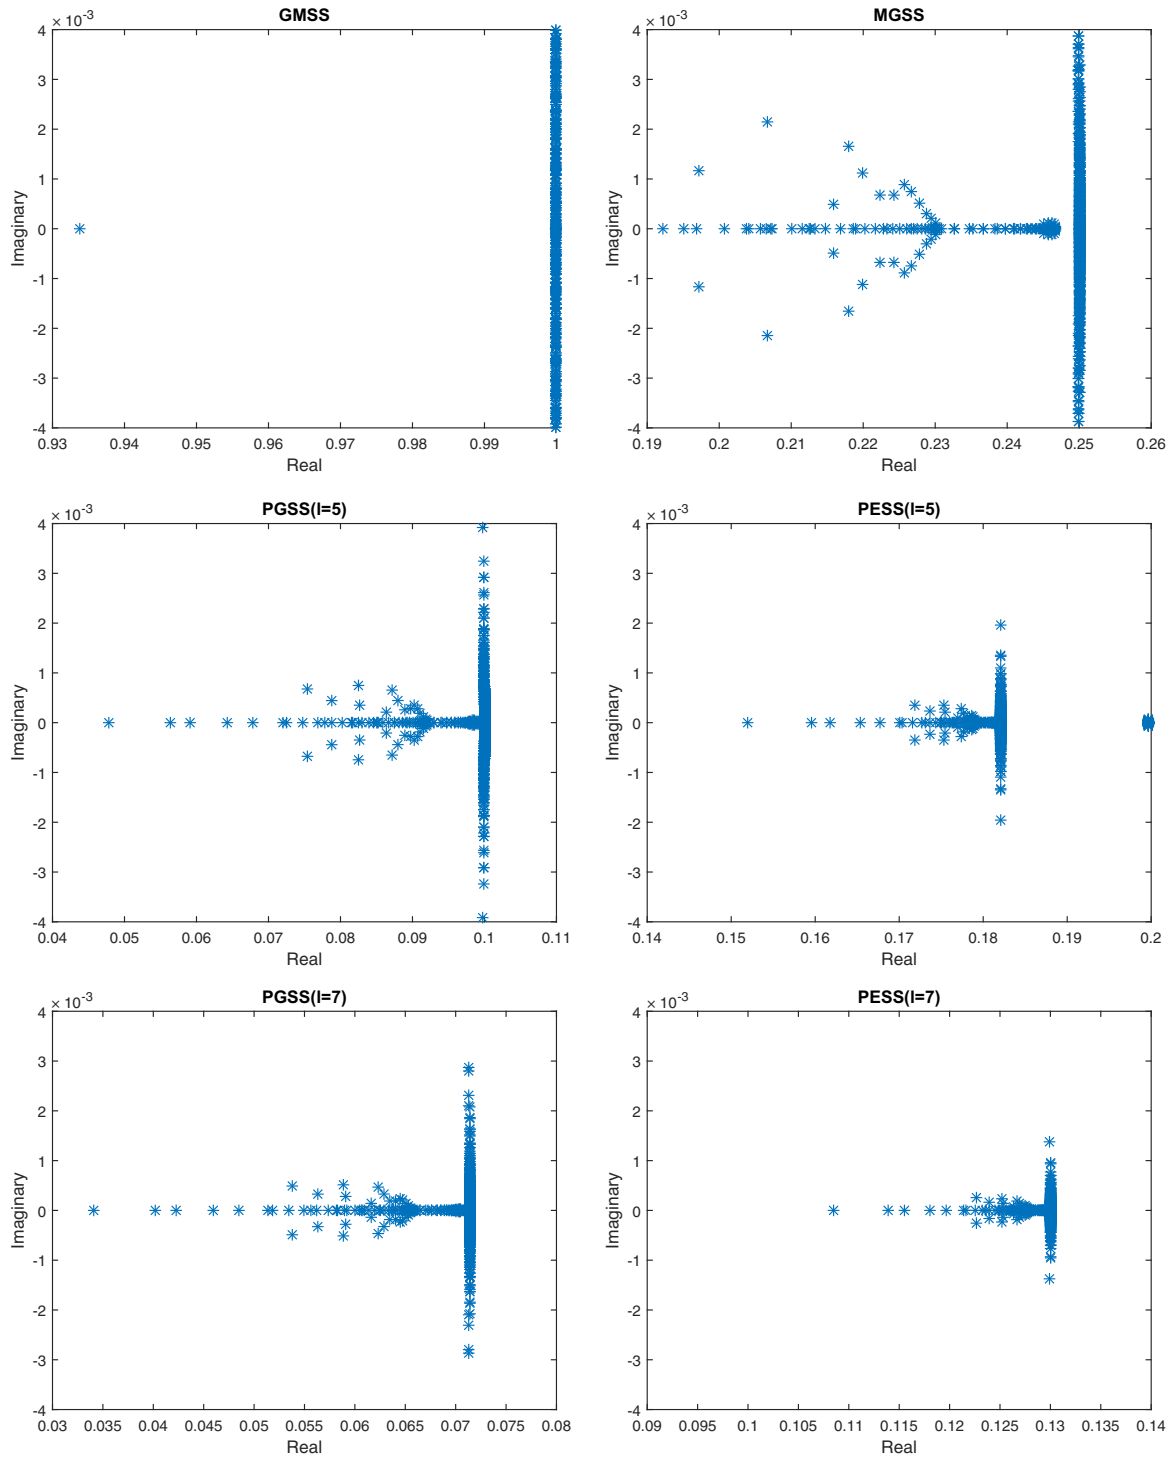 GMSS
× 10-3
4
3
2
1
0
-1
-2
-3
-4
Imaginary
0.93 0.94 0.95 0.96 0.97 0.98 0.99 1
Real
MGSS
× 10-3
4
3
2
1
0
-1
-2
-3
-4
Imaginary
0.19 0.2 0.21 0.22 0.23 0.24 0.25 0.26
Real
PGSS(l=5)
× 10-3
4
3
2
1
0
-1
-2
-3
-4
Imaginary
0.04 0.05 0.06 0.07 0.08 0.09 0.1 0.11
Real
PESS(l=5)
× 10-3
4
3
2
1
0
-1
-2
-3
-4
Imaginary
0.14 0.15 0.16 0.17 0.18 0.19 0.2
Real
PGSS(l=7)
× 10-3
4
3
2
1
0
-1
-2
-3
-4
Imaginary
0.03 0.035 0.04 0.045 0.05 0.055 0.06 0.065 0.07 0.075 0.08
Real
PESS(l=7)
× 10-3
4
3
2
1
0
-1
-2
-3
-4
Imaginary
0.09 0.095 0.1 0.105 0.11 0.115 0.12 0.125 0.13 0.135 0.14
Real